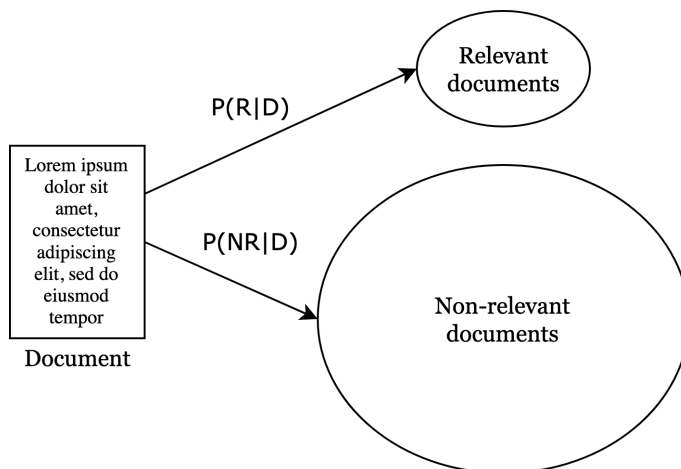 Relevant
documents
P(R|D)
Lorem ipsum
dolor sit
amet,
consectetur
adipiscing
elit, sed do
eiusmod
tempor
P(NR|D)
Non-relevant
documents
Document